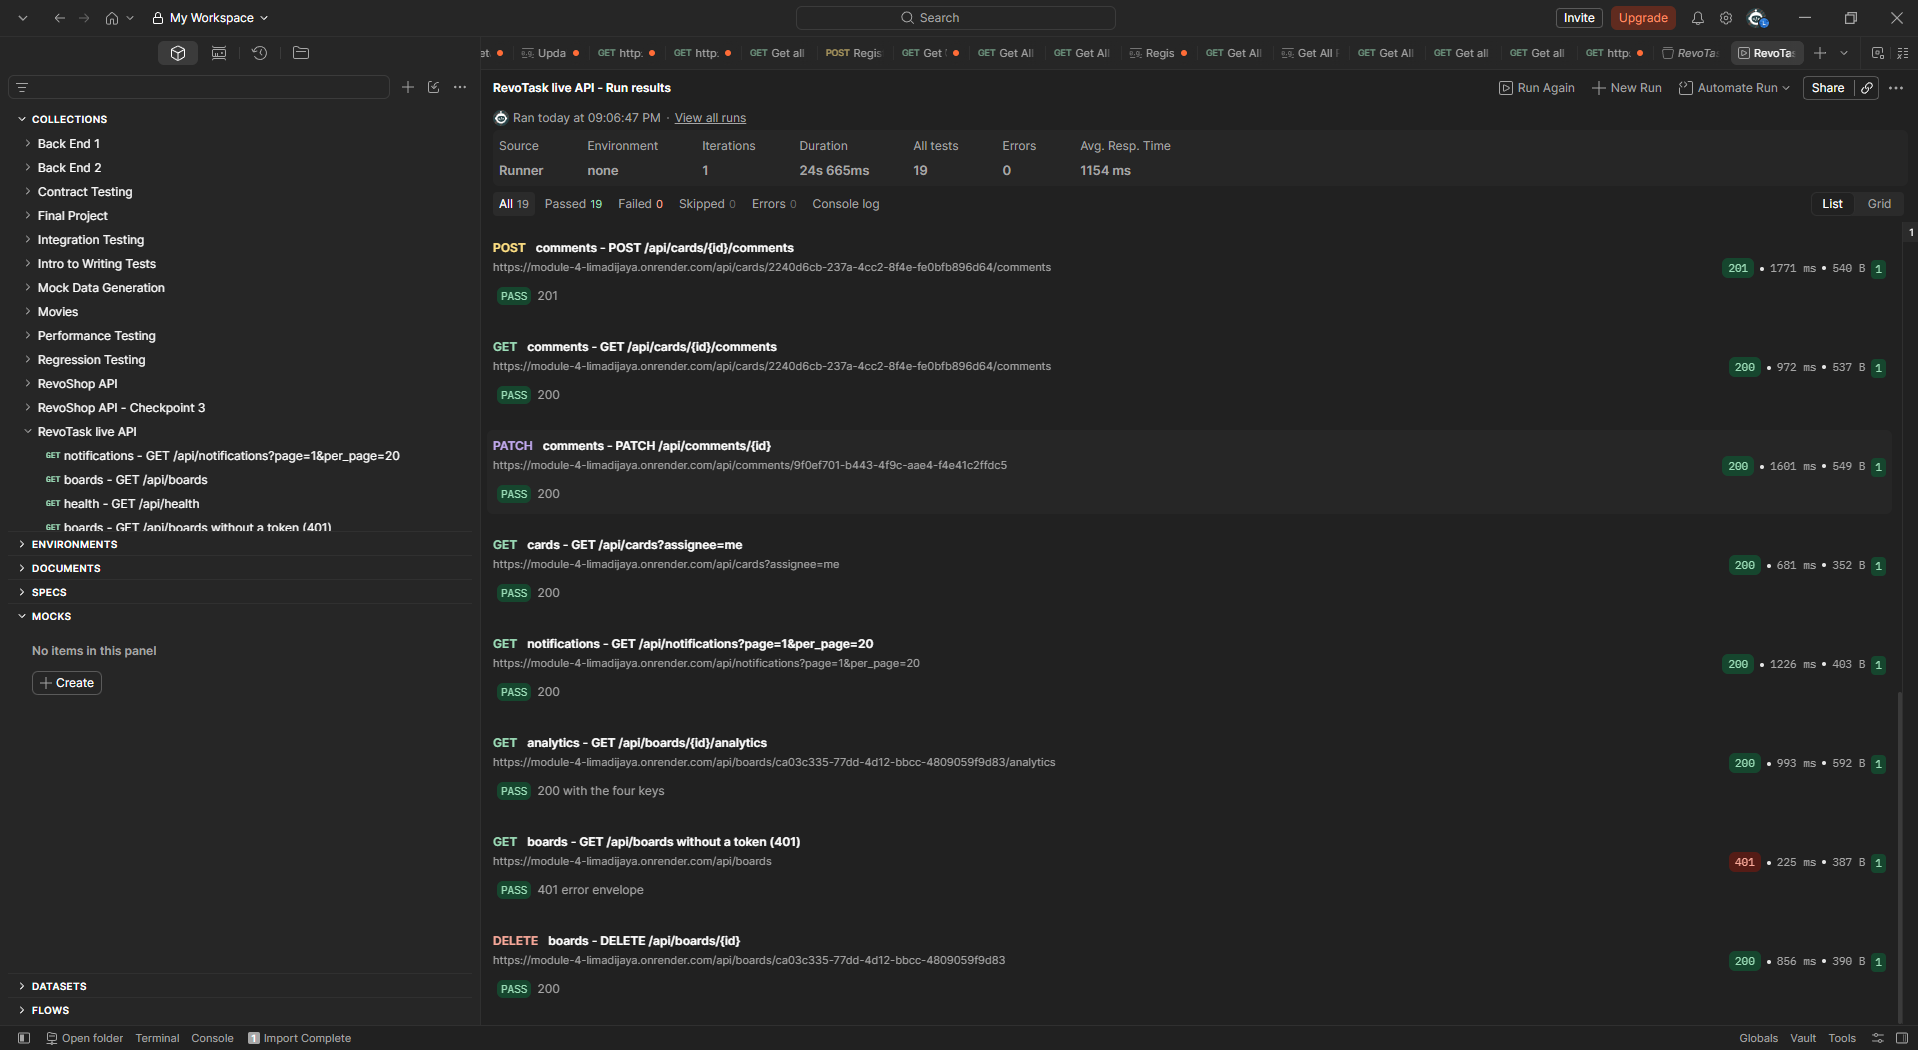 My Workspace
Search
Invite
Upgrade
et
Upda
GET http:
GET http:
GET Get all
POST Regis
GET Get
GET Get All
GET Get All
Regis
GET Get All
Get All
GET Get All
GET Get all
GET Get all
GET http:
RevoTa
RevoTa
COLLECTIONS
Back End 1
Back End 2
Contract Testing
Final Project
Integration Testing
Intro to Writing Tests
Mock Data Generation
Movies
Performance Testing
Regression Testing
RevoShop API
RevoShop API - Checkpoint 3
RevoTask live API
GET notifications - GET /api/notifications?page=1&per_page=20
GET boards - GET /api/boards
GET health - GET /api/health
GET boards - GET /api/boards without a token (401)
ENVIRONMENTS
DOCUMENTS
SPECS
MOCKS
No items in this panel
Create
DATASETS
FLOWS
RevoTask live API - Run results
Run Again
New Run
Automate Run
Share
Ran today at 09:06:47 PM · View all runs
Source Environment Iterations Duration All tests Errors Avg. Resp. Time
Runner none 1 24s 665ms 19 0 1154 ms
All 19 Passed 19 Failed 0 Skipped 0 Errors 0 Console log
List Grid
1
POST comments - POST /api/cards/{id}/comments
https://module-4-limadijaya.onrender.com/api/cards/2240d6cb-237a-4cc2-8f4e-fe0bfb896d64/comments
201 • 1771 ms • 540 B 1
PASS 201
GET comments - GET /api/cards/{id}/comments
https://module-4-limadijaya.onrender.com/api/cards/2240d6cb-237a-4cc2-8f4e-fe0bfb896d64/comments
200 • 972 ms • 537 B 1
PASS 200
PATCH comments - PATCH /api/comments/{id}
https://module-4-limadijaya.onrender.com/api/comments/9f0ef701-b443-4f9c-aae4-f4e41c2ffdc5
200 • 1601 ms • 549 B 1
PASS 200
GET cards - GET /api/cards?assignee=me
https://module-4-limadijaya.onrender.com/api/cards?assignee=me
200 • 681 ms • 352 B 1
PASS 200
GET notifications - GET /api/notifications?page=1&per_page=20
https://module-4-limadijaya.onrender.com/api/notifications?page=1&per_page=20
200 • 1226 ms • 403 B 1
PASS 200
GET analytics - GET /api/boards/{id}/analytics
https://module-4-limadijaya.onrender.com/api/boards/ca03c335-77dd-4d12-bbcc-4809059f9d83/analytics
200 • 993 ms • 592 B 1
PASS 200 with the four keys
GET boards - GET /api/boards without a token (401)
https://module-4-limadijaya.onrender.com/api/boards
401 • 225 ms • 387 B 1
PASS 401 error envelope
DELETE boards - DELETE /api/boards/{id}
https://module-4-limadijaya.onrender.com/api/boards/ca03c335-77dd-4d12-bbcc-4809059f9d83
200 • 856 ms • 390 B 1
PASS 200
Open folder Terminal Console 1 Import Complete
Globals Vault Tools